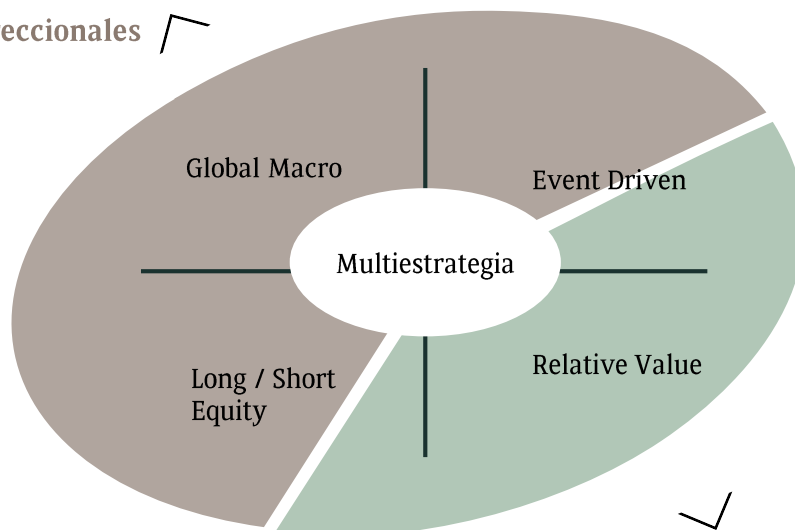 eccionales
Global Macro
Event Driven
Multiestrategia
Long / Short
Equity
Relative Value